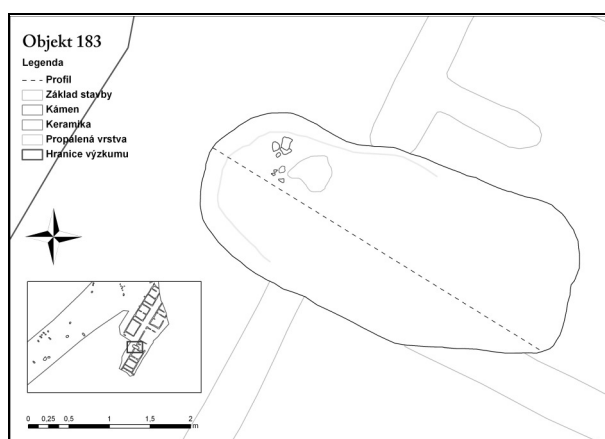 Objekt 183
Legenda
Profil
Základ stavby
Kámen
Keramika
Propálená vrstva
Hranice výzkumu
0 0,25 0,5 1 1,5 2
m